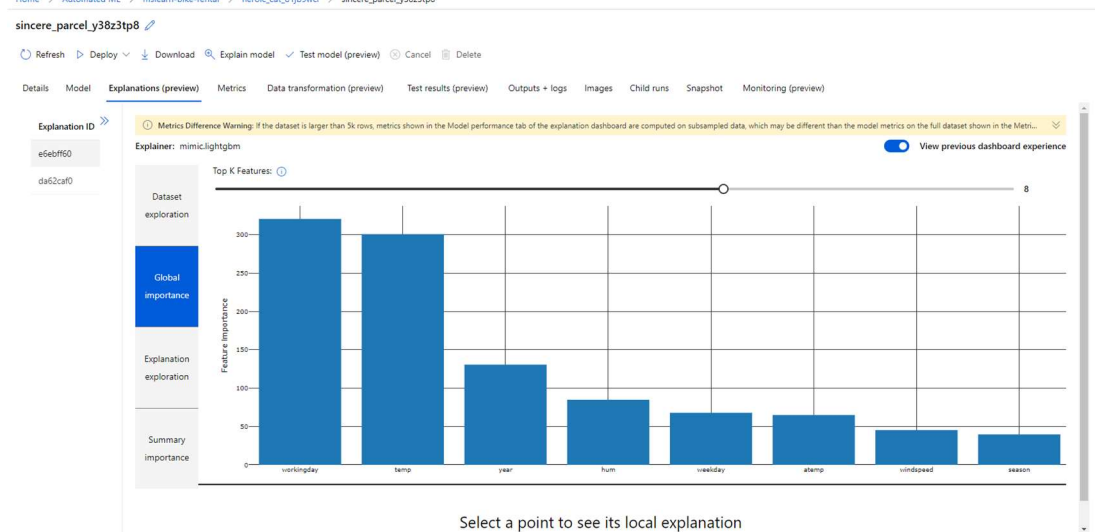 Home > Automated ML >
sincere_parcel_y38z3tp8
Refresh Deploy Download Explain model Test model (preview) Cancel Delete
Details Model Explanations (preview) Metrics Data transformation (preview) Test results (preview) Outputs + logs Images Child runs Snapshot Monitoring (preview)
Explanation ID
e6ebff60
da62caf0
Metrics Difference Warning: If the dataset is larger than 5k rows, metrics shown in the Model performance tab of the explanation dashboard are computed on subsampled data, which may be different than the model metrics on the full dataset shown in the Metri...
Explainer: mimic.lightgbm
View previous dashboard experience
Top K Features:
8
Dataset
exploration
Global
importance
Explanation
exploration
Summary
importance
Feature Importance
300
250
200
150
100
50
0
workingday temp year hum weekday atemp windspeed season
Select a point to see its local explanation